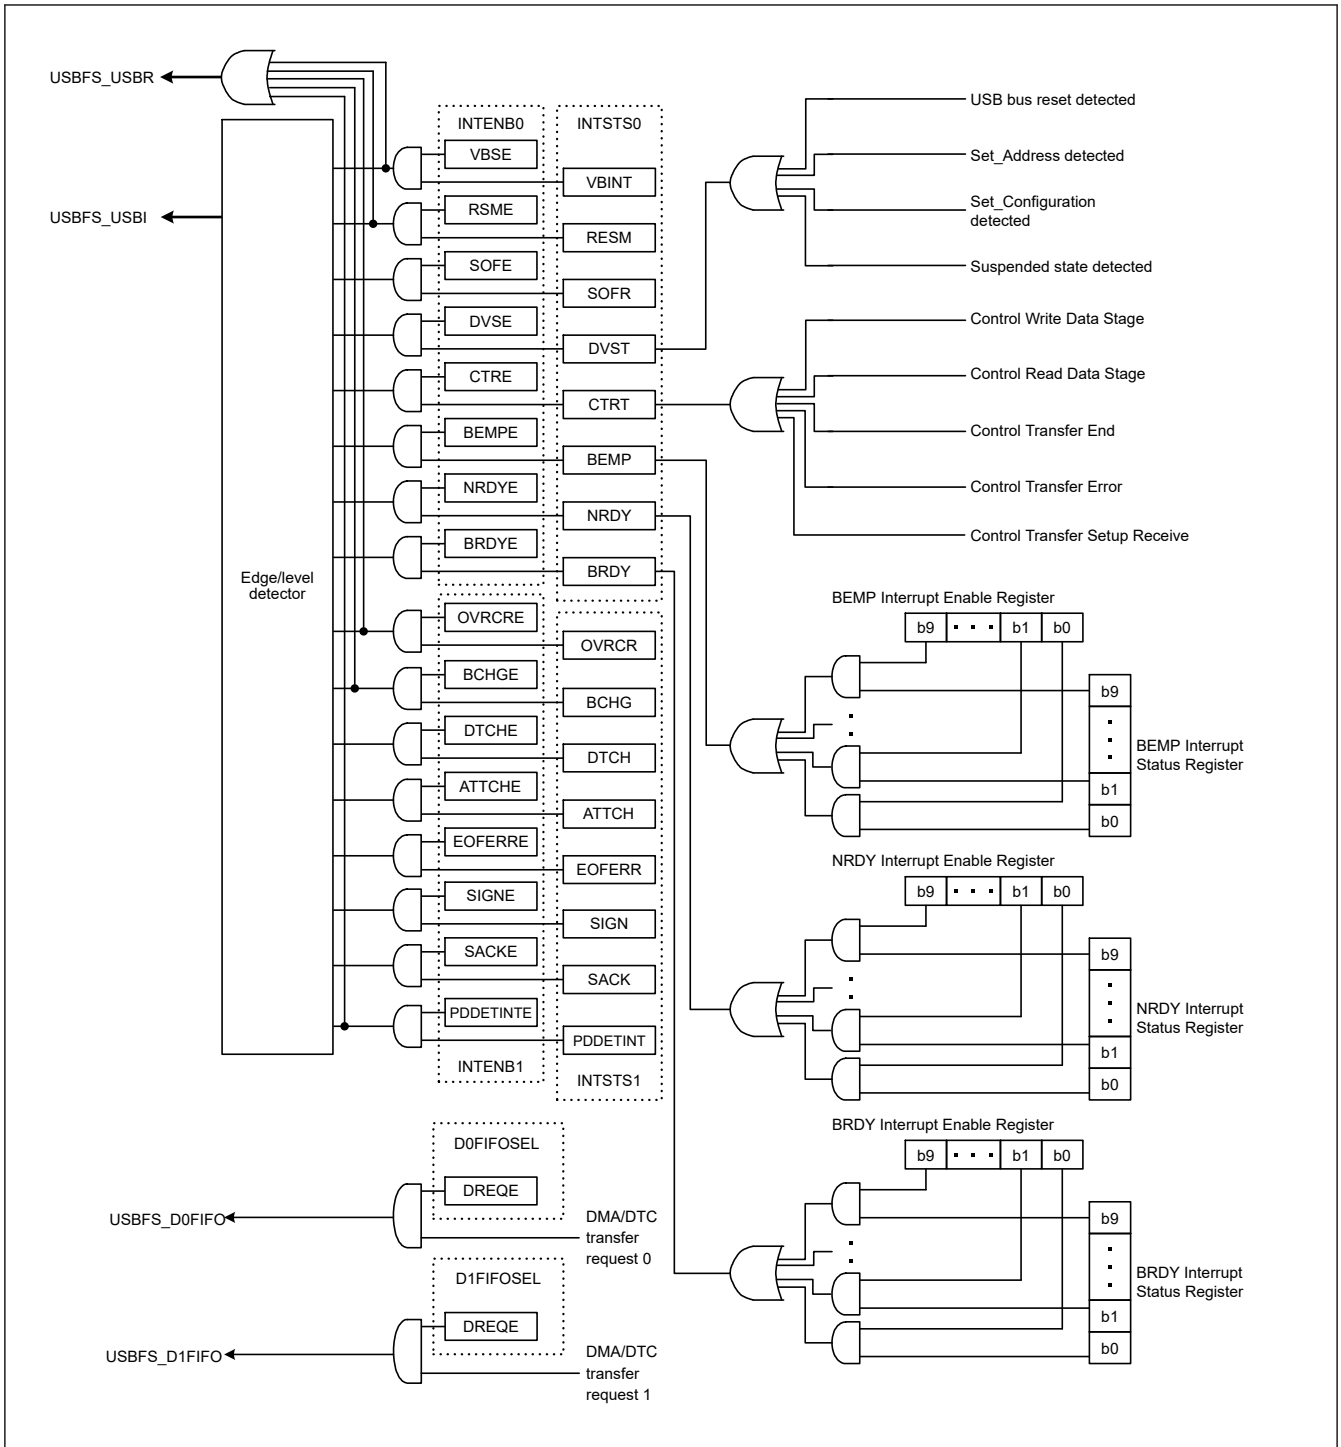 USBFS_USBR
USBFS_USBI
Edge/level
detector
INTENB0
VBSE
RSME
SOFE
DVSE
CTRE
BEMPE
NRDYE
BRDYE
OVRCRE
BCHGE
DTCHE
ATTCHE
EOFERRE
SIGNE
SACKE
PDDETINTE
INTENB1
INTSTS0
VBINT
RESM
SOFR
DVST
CTRT
BEMP
NRDY
BRDY
OVRCR
BCHG
DTCH
ATTCH
EOFERR
SIGN
SACK
PDDETINT
INTSTS1
USB bus reset detected
Set_Address detected
Set_Configuration
detected
Suspended state detected
Control Write Data Stage
Control Read Data Stage
Control Transfer End
Control Transfer Error
Control Transfer Setup Receive
BEMP Interrupt Enable Register
b9 · · · b1 b0
b9
b1
b0
BEMP Interrupt
Status Register
NRDY Interrupt Enable Register
b9 · · · b1 b0
b9
b1
b0
NRDY Interrupt
Status Register
BRDY Interrupt Enable Register
b9 · · · b1 b0
b9
b1
b0
BRDY Interrupt
Status Register
D0FIFOSEL
DREQE
USBFS_D0FIFO
DMA/DTC
transfer
request 0
D1FIFOSEL
DREQE
USBFS_D1FIFO
DMA/DTC
transfer
request 1